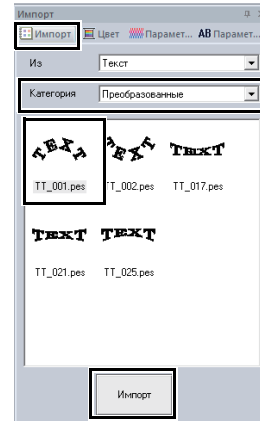 Импорт
Импорт Цвет Парамет... AB Парамет...
Из Текст
Категория Преобразованные
TEXT TEXT TEXT
TT_001.pes TT_002.pes TT_017.pes
TEXT TEXT
TT_021.pes TT_025.pes
Импорт